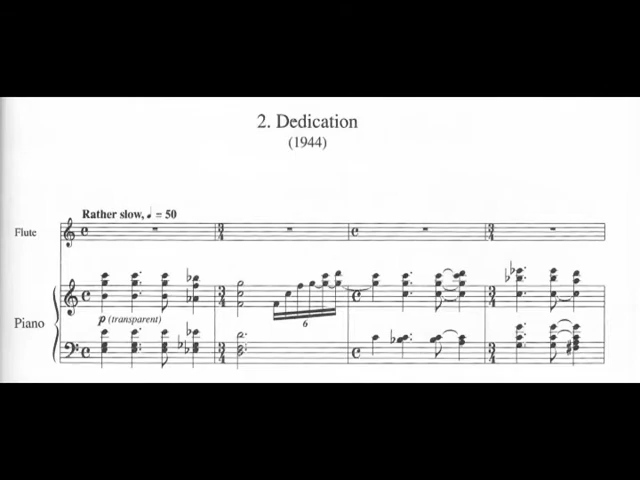 2. Dedication
(1944)
Rather slow, ♩ = 50
Flute
Piano
p (transparent)
6